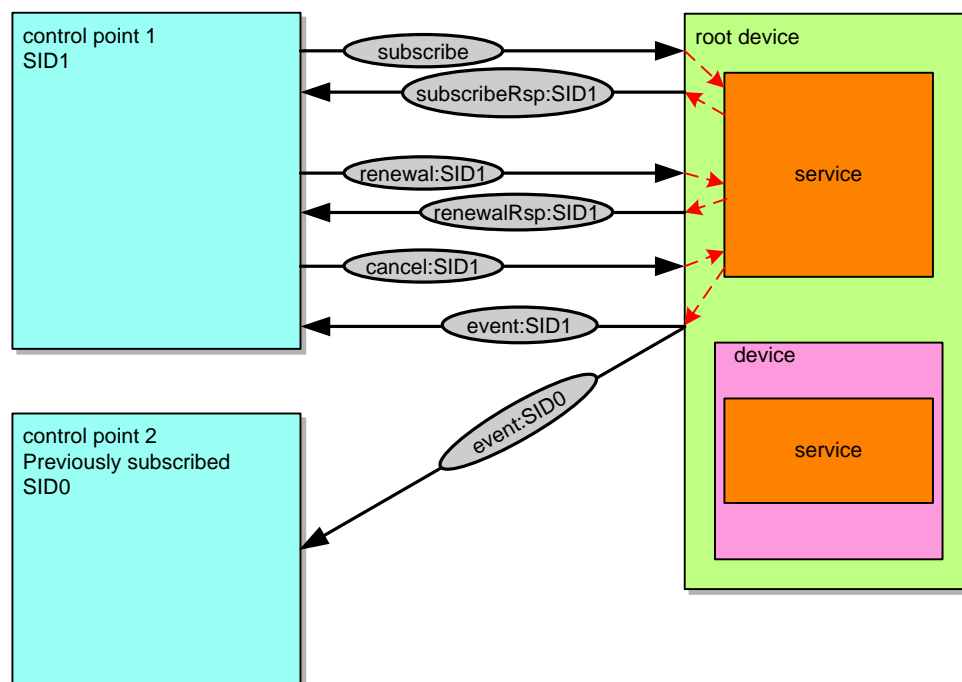 control point 1
SID1
subscribe
subscribeRsp:SID1
renewal:SID1
renewalRsp:SID1
cancel:SID1
event:SID1
event:SID0
root device
service
device
service
control point 2
Previously subscribed
SID0